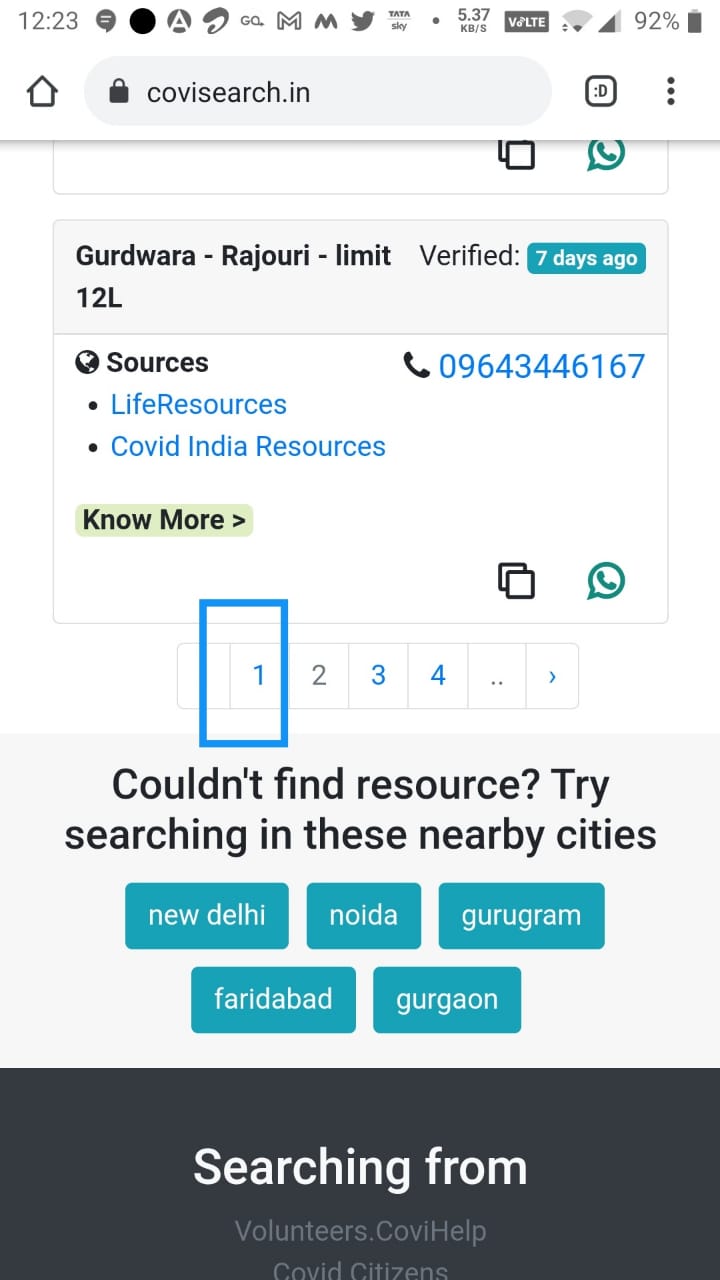 12:23 GO. TATA sky 5.37 KB/S VoLTE 92%
covisearch.in :D
Gurdwara - Rajouri - limit 12L
Verified: 7 days ago
Sources 09643446167
LifeResources
Covid India Resources
Know More >
1 2 3 4 .. ›
Couldn't find resource? Try
searching in these nearby cities
new delhi noida gurugram
faridabad gurgaon
Searching from
Volunteers.CoviHelp
Covid Citizens